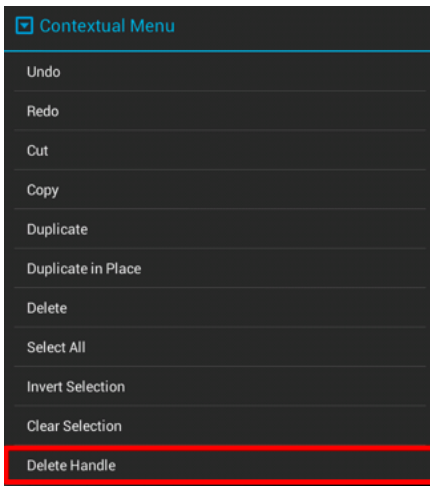 Contextual Menu
Undo
Redo
Cut
Copy
Duplicate
Duplicate in Place
Delete
Select All
Invert Selection
Clear Selection
Delete Handle